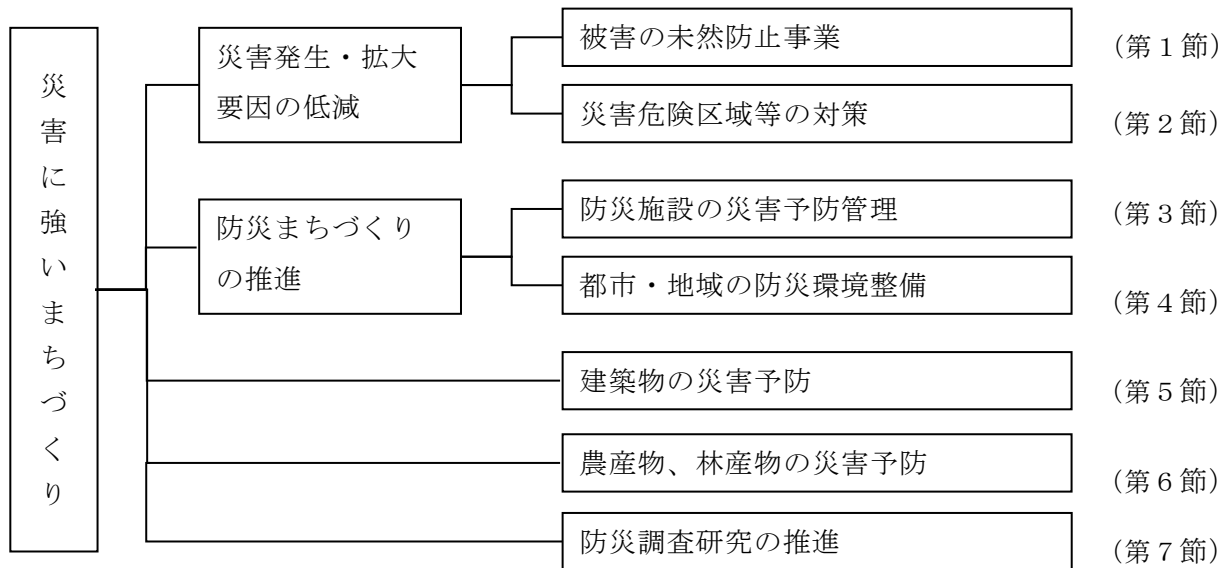 災害に強いまちづくり
災害発生・拡大
要因の低減
被害の未然防止事業
（第１節）
災害危険区域等の対策
（第２節）
防災まちづくり
の推進
防災施設の災害予防管理
（第３節）
都市・地域の防災環境整備
（第４節）
建築物の災害予防
（第５節）
農産物、林産物の災害予防
（第６節）
防災調査研究の推進
（第７節）